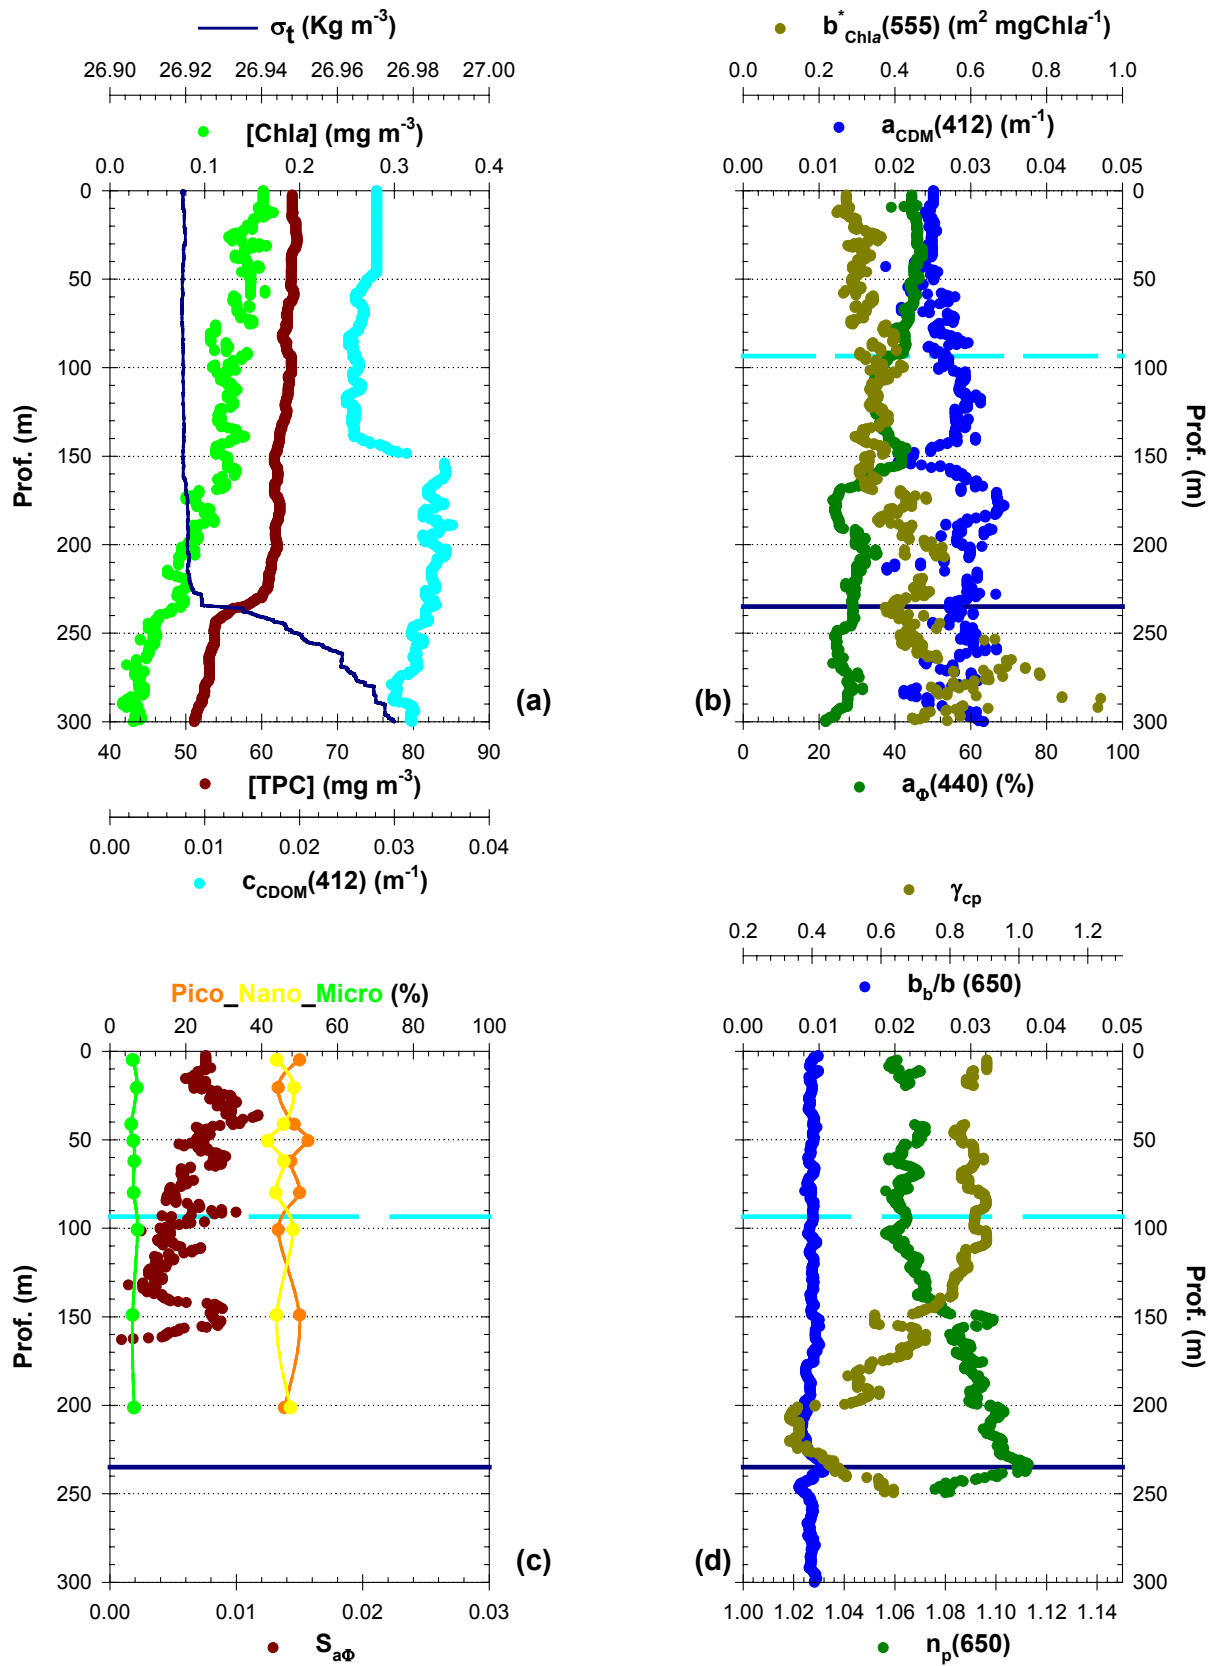 σt (Kg m-3)
26.90 26.92 26.94 26.96 26.98 27.00
[Chla] (mg m-3)
0.0 0.1 0.2 0.3 0.4
0
50
100
150
200
250
300
Prof. (m)
(a)
40 50 60 70 80 90
[TPC] (mg m-3)
0.00 0.01 0.02 0.03 0.04
cCDOM(412) (m-1)
b*Chla(555) (m2 mgChla-1)
0.0 0.2 0.4 0.6 0.8 1.0
aCDM(412) (m-1)
0.00 0.01 0.02 0.03 0.04 0.05
0
50
100
150
200
250
300
Prof. (m)
(b)
0 20 40 60 80 100
aΦ(440) (%)
Pico_Nano_Micro (%)
0 20 40 60 80 100
0
50
100
150
200
250
300
Prof. (m)
(c)
0.00 0.01 0.02 0.03
SaΦ
γcp
0.2 0.4 0.6 0.8 1.0 1.2
bb/b (650)
0.00 0.01 0.02 0.03 0.04 0.05
0
50
100
150
200
250
300
Prof. (m)
(d)
1.00 1.02 1.04 1.06 1.08 1.10 1.12 1.14
np(650)